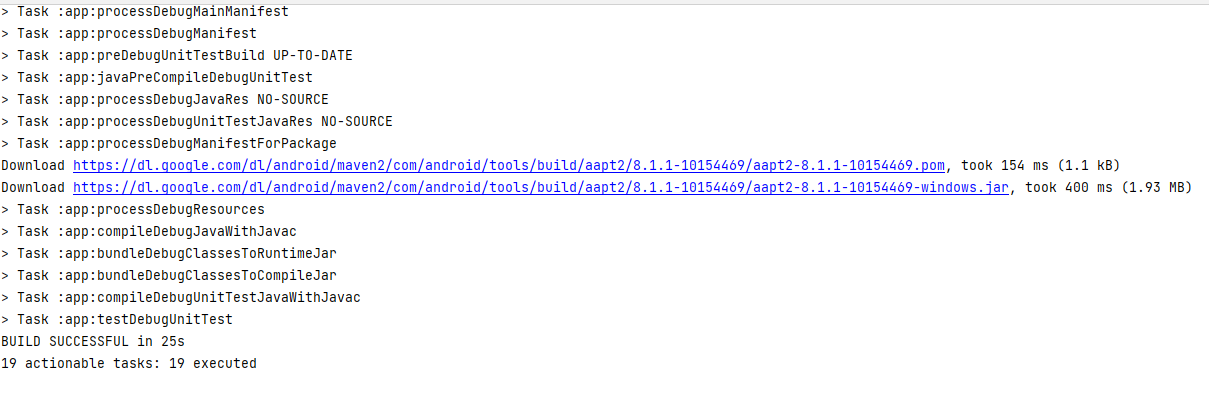 > Task :app:processDebugMainManifest
> Task :app:processDebugManifest
> Task :app:preDebugUnitTestBuild UP-TO-DATE
> Task :app:javaPreCompileDebugUnitTest
> Task :app:processDebugJavaRes NO-SOURCE
> Task :app:processDebugUnitTestJavaRes NO-SOURCE
> Task :app:processDebugManifestForPackage
Download https://dl.google.com/dl/android/maven2/com/android/tools/build/aapt2/8.1.1-10154469/aapt2-8.1.1-10154469.pom, took 154 ms (1.1 kB)
Download https://dl.google.com/dl/android/maven2/com/android/tools/build/aapt2/8.1.1-10154469/aapt2-8.1.1-10154469-windows.jar, took 400 ms (1.93 MB)
> Task :app:processDebugResources
> Task :app:compileDebugJavaWithJavac
> Task :app:bundleDebugClassesToRuntimeJar
> Task :app:bundleDebugClassesToCompileJar
> Task :app:compileDebugUnitTestJavaWithJavac
> Task :app:testDebugUnitTest
BUILD SUCCESSFUL in 25s
19 actionable tasks: 19 executed